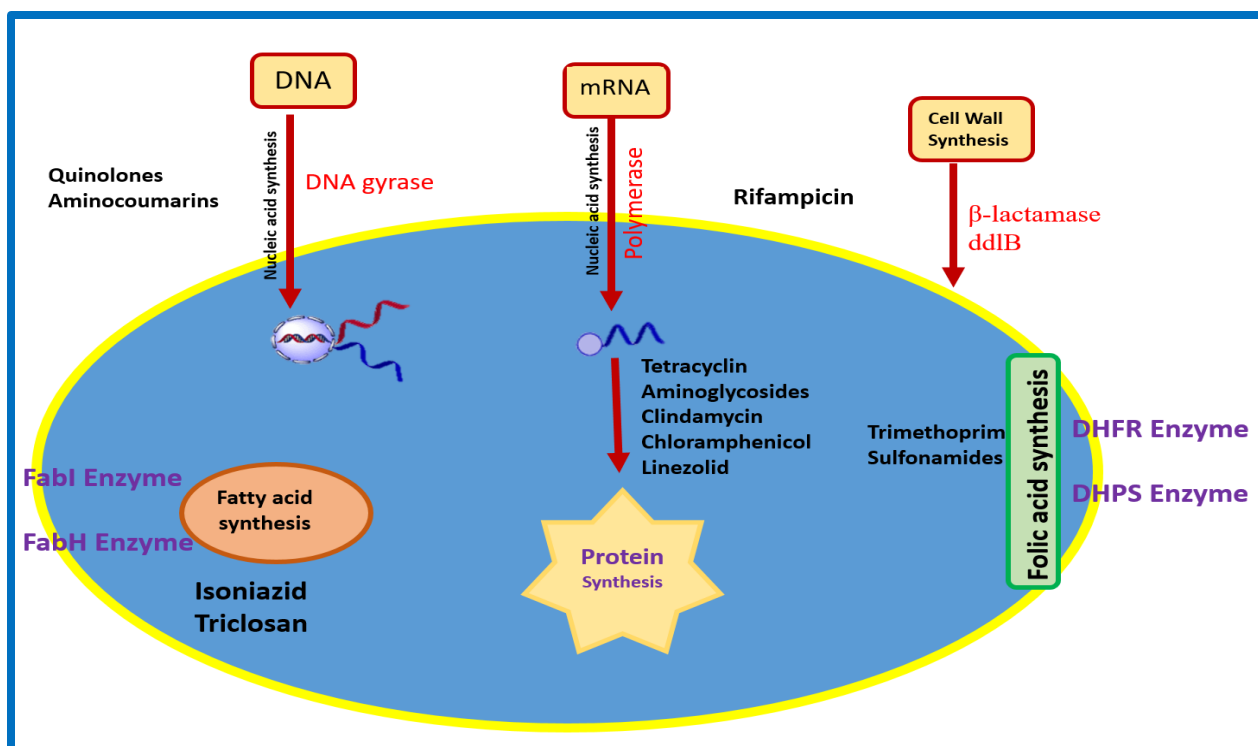 DNA
mRNA
Cell Wall
Synthesis
Quinolones
Aminocoumarins
Nucleic acid synthesis
DNA gyrase
Nucleic acid synthesis
Polymerase
Rifampicin
β-lactamase
ddlB
Tetracyclin
Aminoglycosides
Clindamycin
Chloramphenicol
Linezolid
Trimethoprim
Sulfonamides
Folic acid synthesis
DHFR Enzyme
DHPS Enzyme
FabI Enzyme
FabH Enzyme
Fatty acid
synthesis
Isoniazid
Triclosan
Protein
Synthesis